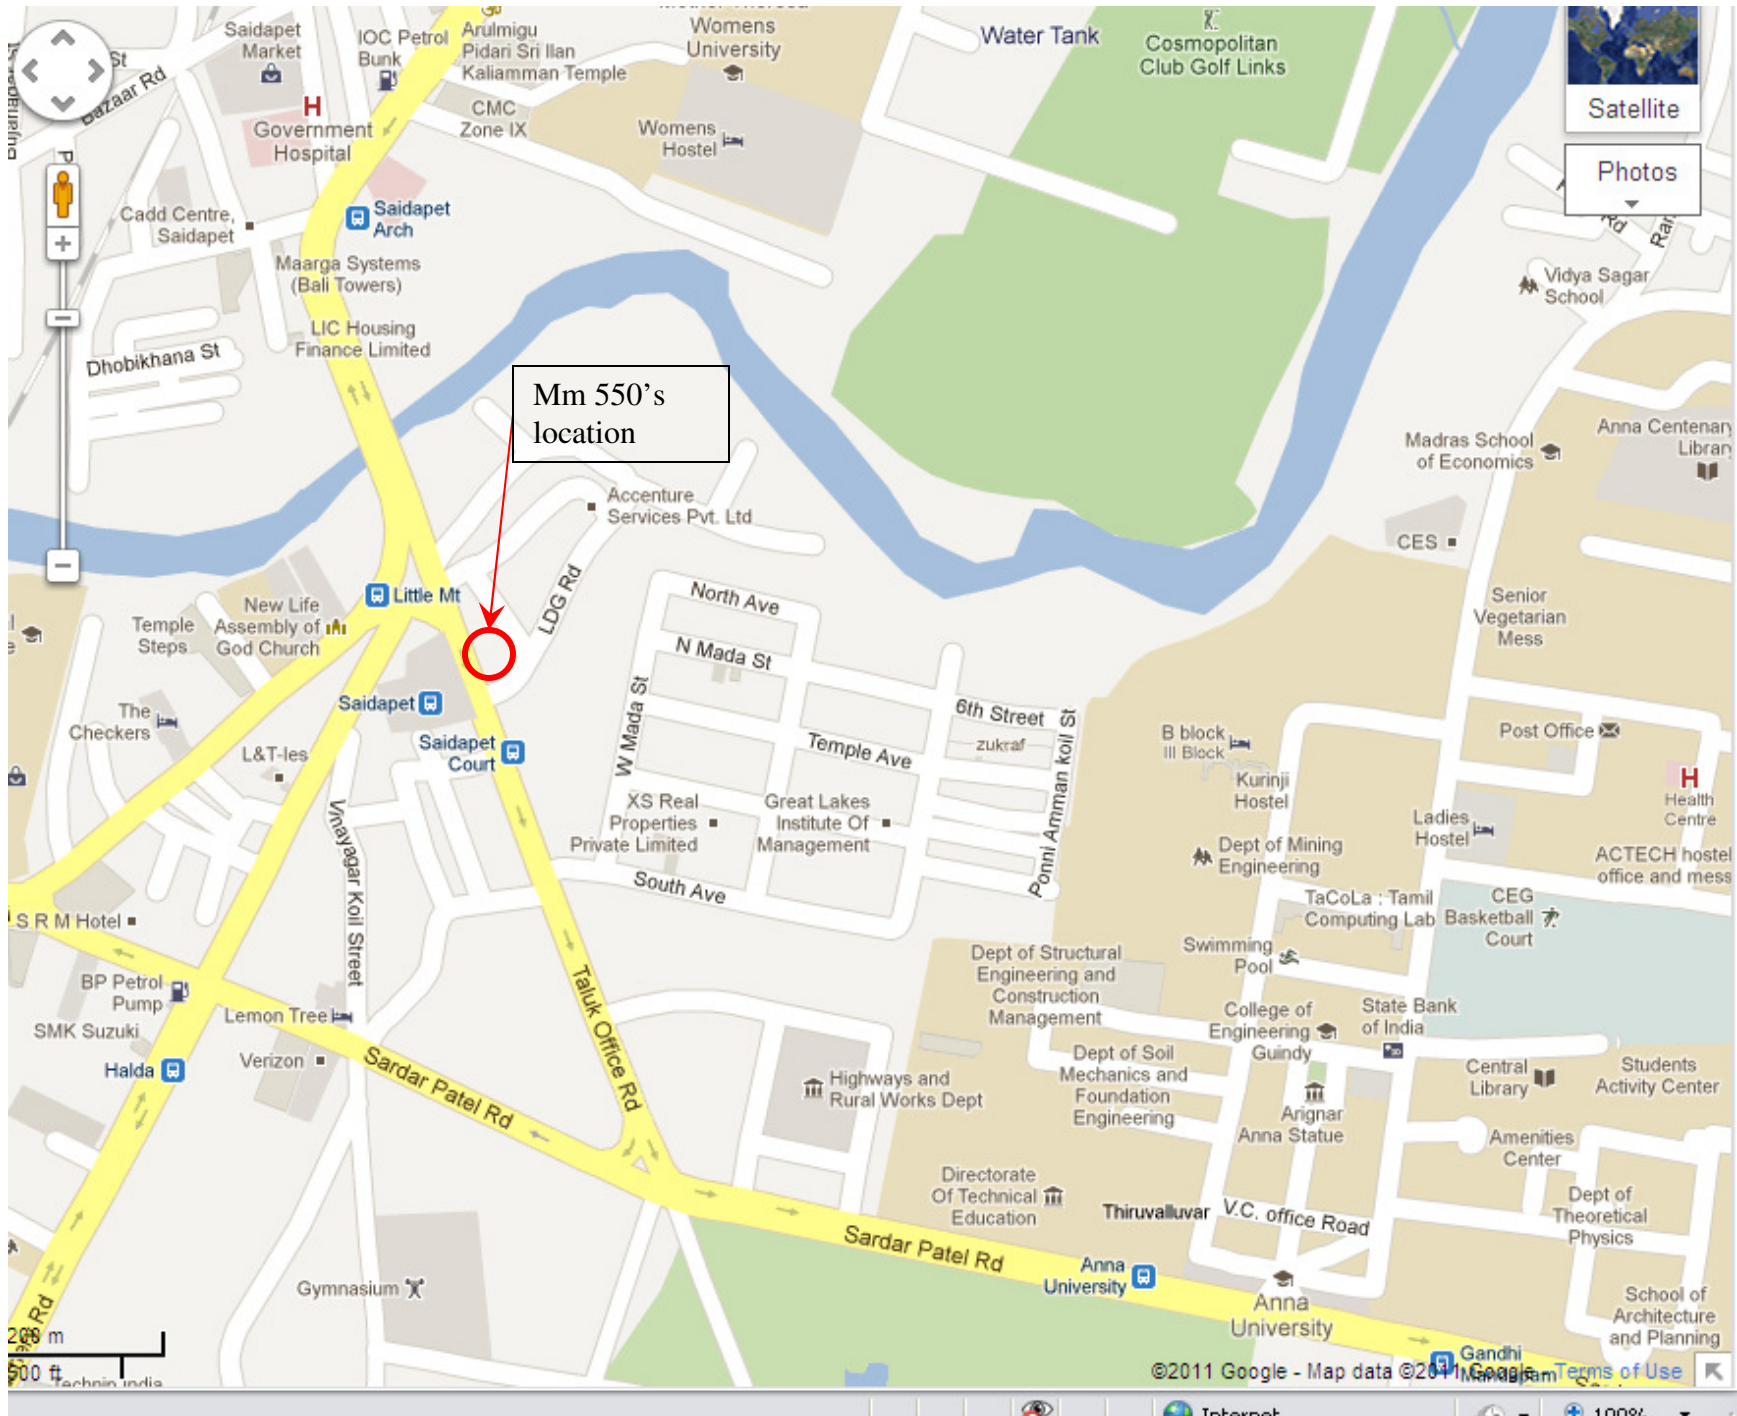 Saidapet
Market
IOC Petrol
Bunk
Arulmigu
Pidari Sri Ilan
Kaliamman Temple
Womens
University
Water Tank
Cosmopolitan
Club Golf Links
Satellite
Photos
St
Bazaar Rd
H
Government
Hospital
CMC
Zone IX
Womens
Hostel
Rd
Cadd Centre,
Saidapet
Saidapet
Arch
Maarga Systems
(Bali Towers)
LIC Housing
Finance Limited
Dhobikhana St
Vidya Sagar
School
Mm 550's
location
Madras School
of Economics
Anna Centenary
Library
Accenture
Services Pvt. Ltd
CES
LDG Rd
Little Mt
New Life
Assembly of
God Church
Temple
Steps
North Ave
N Mada St
W Mada St
Senior
Vegetarian
Mess
Saidapet
The
Checkers
L&T-Ies
Saidapet
Court
6th Street
zukraf
Temple Ave
Ponni Amman koil St
B block
III Block
Kurinji
Hostel
Post Office
H
Health
Centre
XS Real
Properties
Private Limited
Great Lakes
Institute Of
Management
Ladies
Hostel
Dept of Mining
Engineering
ACTECH hostel
office and mess
South Ave
Vinayagar Koil Street
TaCoLa : Tamil
Computing Lab
CEG
Basketball
Court
S R M Hotel
Swimming
Pool
Dept of Structural
Engineering and
Construction
Management
BP Petrol
Pump
SMK Suzuki
Lemon Tree
Verizon
Halda
Taluk Office Rd
Sardar Patel Rd
College of
Engineering
Guindy
State Bank
of India
Highways and
Rural Works Dept
Dept of Soil
Mechanics and
Foundation
Engineering
Central
Library
Students
Activity Center
Arignar
Anna Statue
Amenities
Center
Directorate
Of Technical
Education
Thiruvalluvar
V.C. office Road
Dept of
Theoretical
Physics
Sardar Patel Rd
Anna
University
Anna
University
Gymnasium
School of
Architecture
and Planning
Rd
200 m
500 ft
Technip india
Gandhi
Mandapam
©2011 Google - Map data ©2011 Google - Terms of Use
Internet
100%